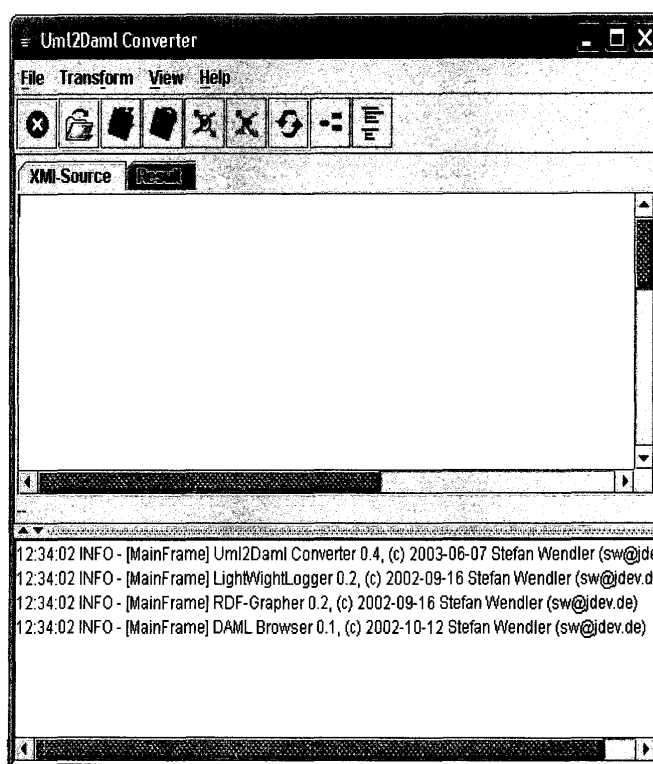 Uml2Daml Converter
File Transform View Help
XMI-Source Result
12:34:02 INFO - [MainFrame] Uml2Daml Converter 0.4, (c) 2003-06-07 Stefan Wendler (sw@jde
12:34:02 INFO - [MainFrame] LightWightLogger 0.2, (c) 2002-09-16 Stefan Wendler (sw@jdev.d
12:34:02 INFO - [MainFrame] RDF-Grapher 0.2, (c) 2002-09-16 Stefan Wendler (sw@jdev.de)
12:34:02 INFO - [MainFrame] DAML Browser 0.1, (c) 2002-10-12 Stefan Wendler (sw@jdev.de)